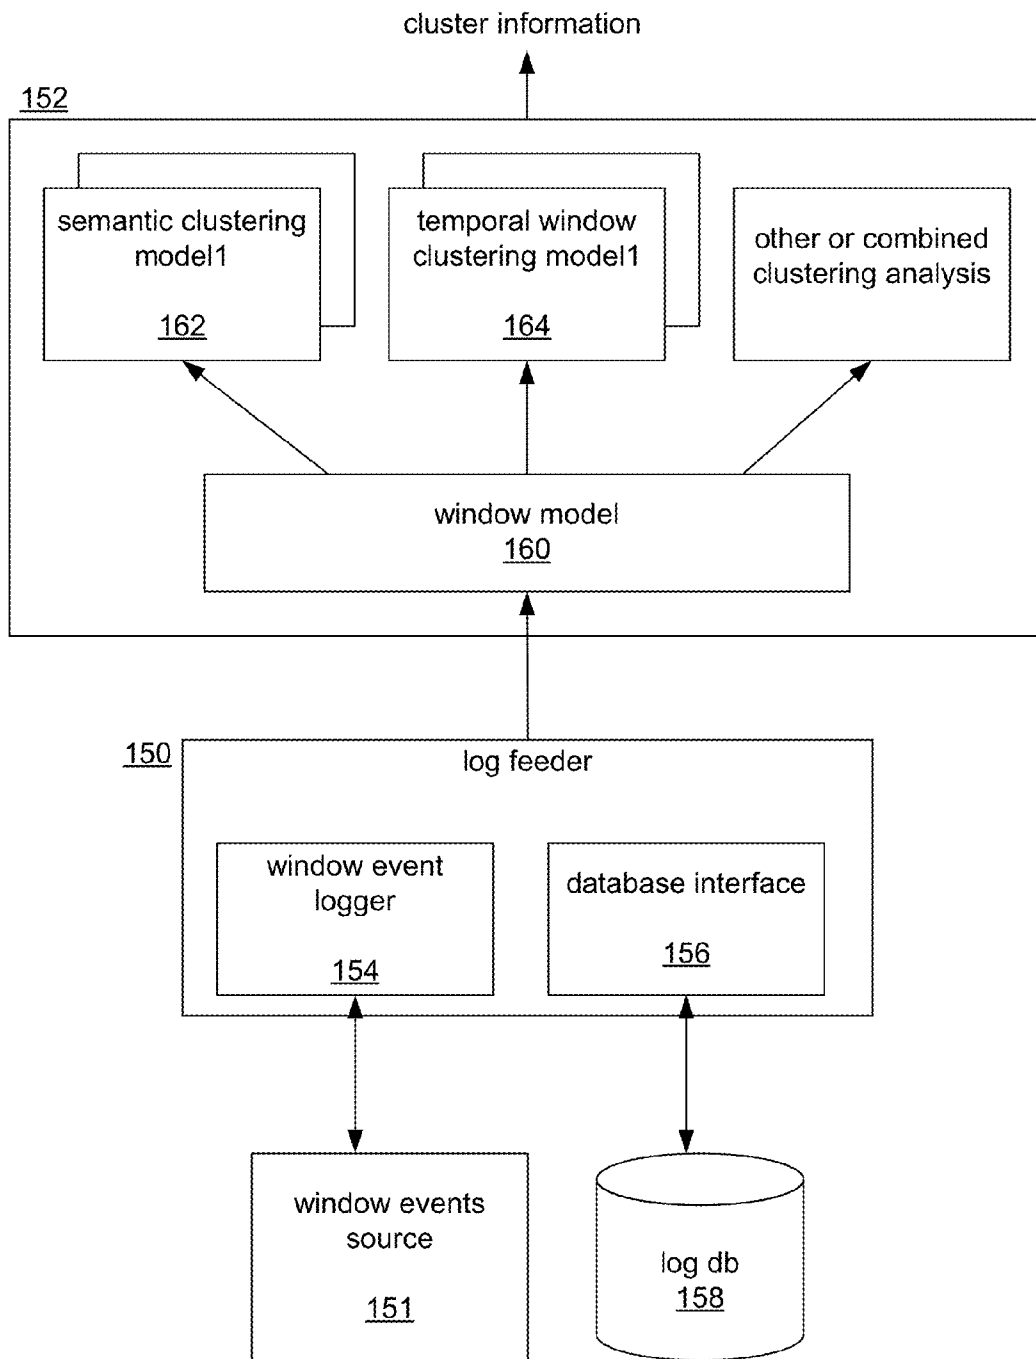 cluster information
152
semantic clustering
model1
162
temporal window
clustering model1
164
other or combined
clustering analysis
window model
160
150
log feeder
window event
logger
154
database interface
156
window events
source
151
log db
158